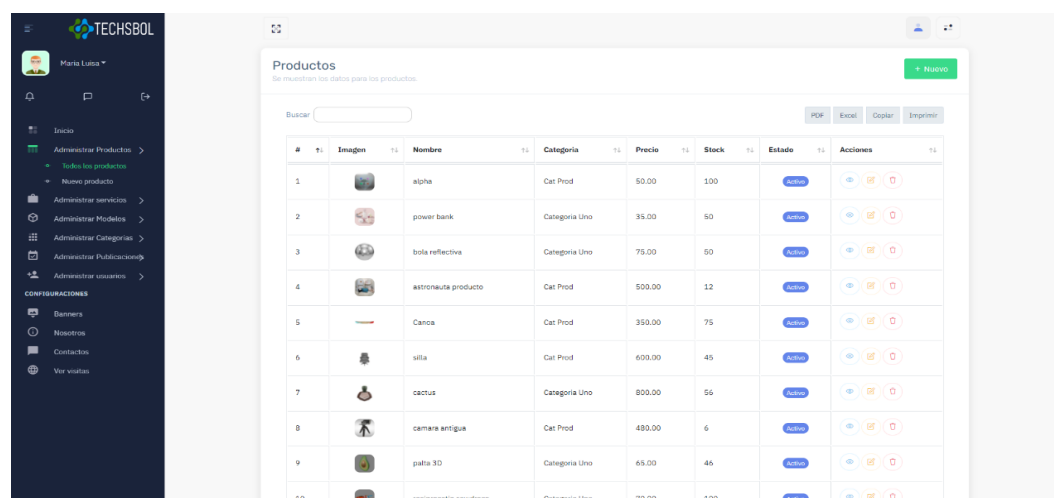 TECHSBOL
Maria Luisa
Inicio
Administrar Productos
Todos los productos
Nuevo producto
Administrar servicios
Administrar Modelos
Administrar Categorias
Administrar Publicaciones
Administrar usuarios
CONFIGURACIONES
Banners
Nosotros
Contactos
Ver visitas
Productos
Se muestran los datos para los productos.
+ Nuevo
Buscar
PDF Excel Copiar Imprimir
# Imagen Nombre Categoria Precio Stock Estado Acciones
1 alpha Cat Prod 50.00 100 Activo
2 power bank Categoria Uno 35.00 50 Activo
3 bola reflectiva Categoria Uno 75.00 50 Activo
4 astronauta producto Cat Prod 500.00 12 Activo
5 Canoa Cat Prod 350.00 75 Activo
6 silla Cat Prod 600.00 45 Activo
7 cactus Categoria Uno 800.00 56 Activo
8 camara antigua Cat Prod 480.00 6 Activo
9 palta 3D Categoria Uno 65.00 46 Activo